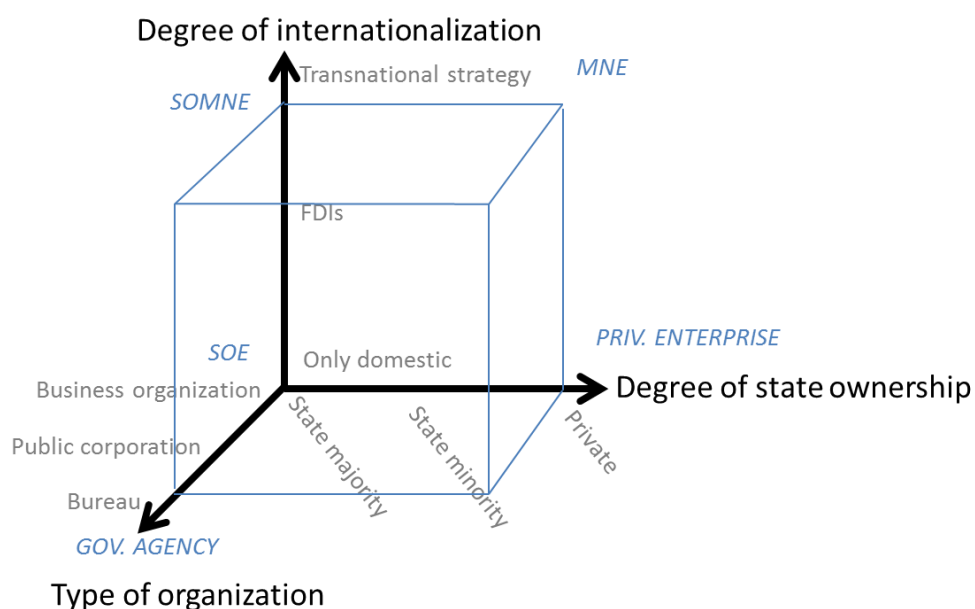 Degree of internationalization
Transnational strategy
MNE
SOMNE
FDIs
SOE
Only domestic
PRIV. ENTERPRISE
Business organization
Degree of state ownership
State majority
State minority
Private
Public corporation
Bureau
GOV. AGENCY
Type of organization